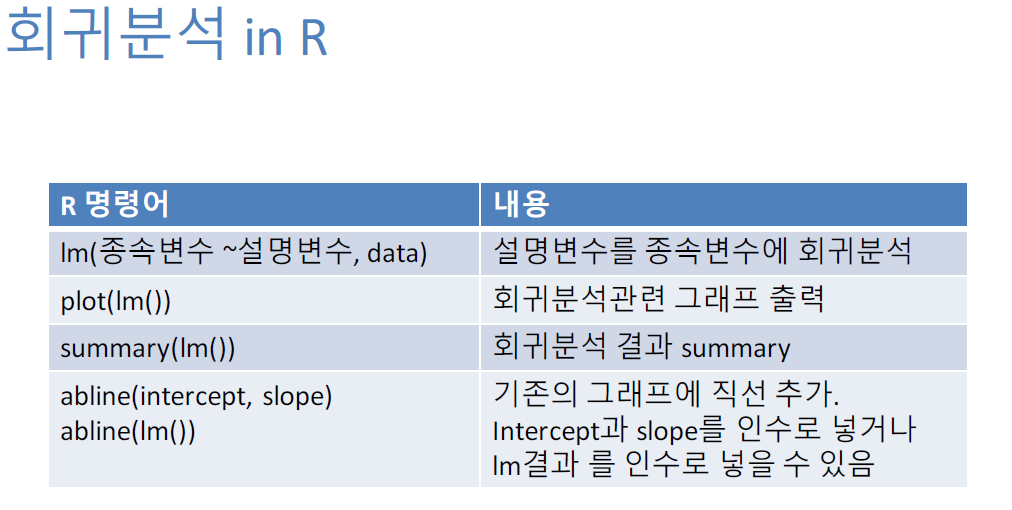 회귀분석 in R
R 명령어
내용
lm(종속변수 ~설명변수, data)
설명변수를 종속변수에 회귀분석
plot(lm())
회귀분석관련 그래프 출력
summary(lm())
회귀분석 결과 summary
abline(intercept, slope)
abline(lm())
기존의 그래프에 직선 추가.
Intercept과 slope를 인수로 넣거나
lm결과 를 인수로 넣을 수 있음